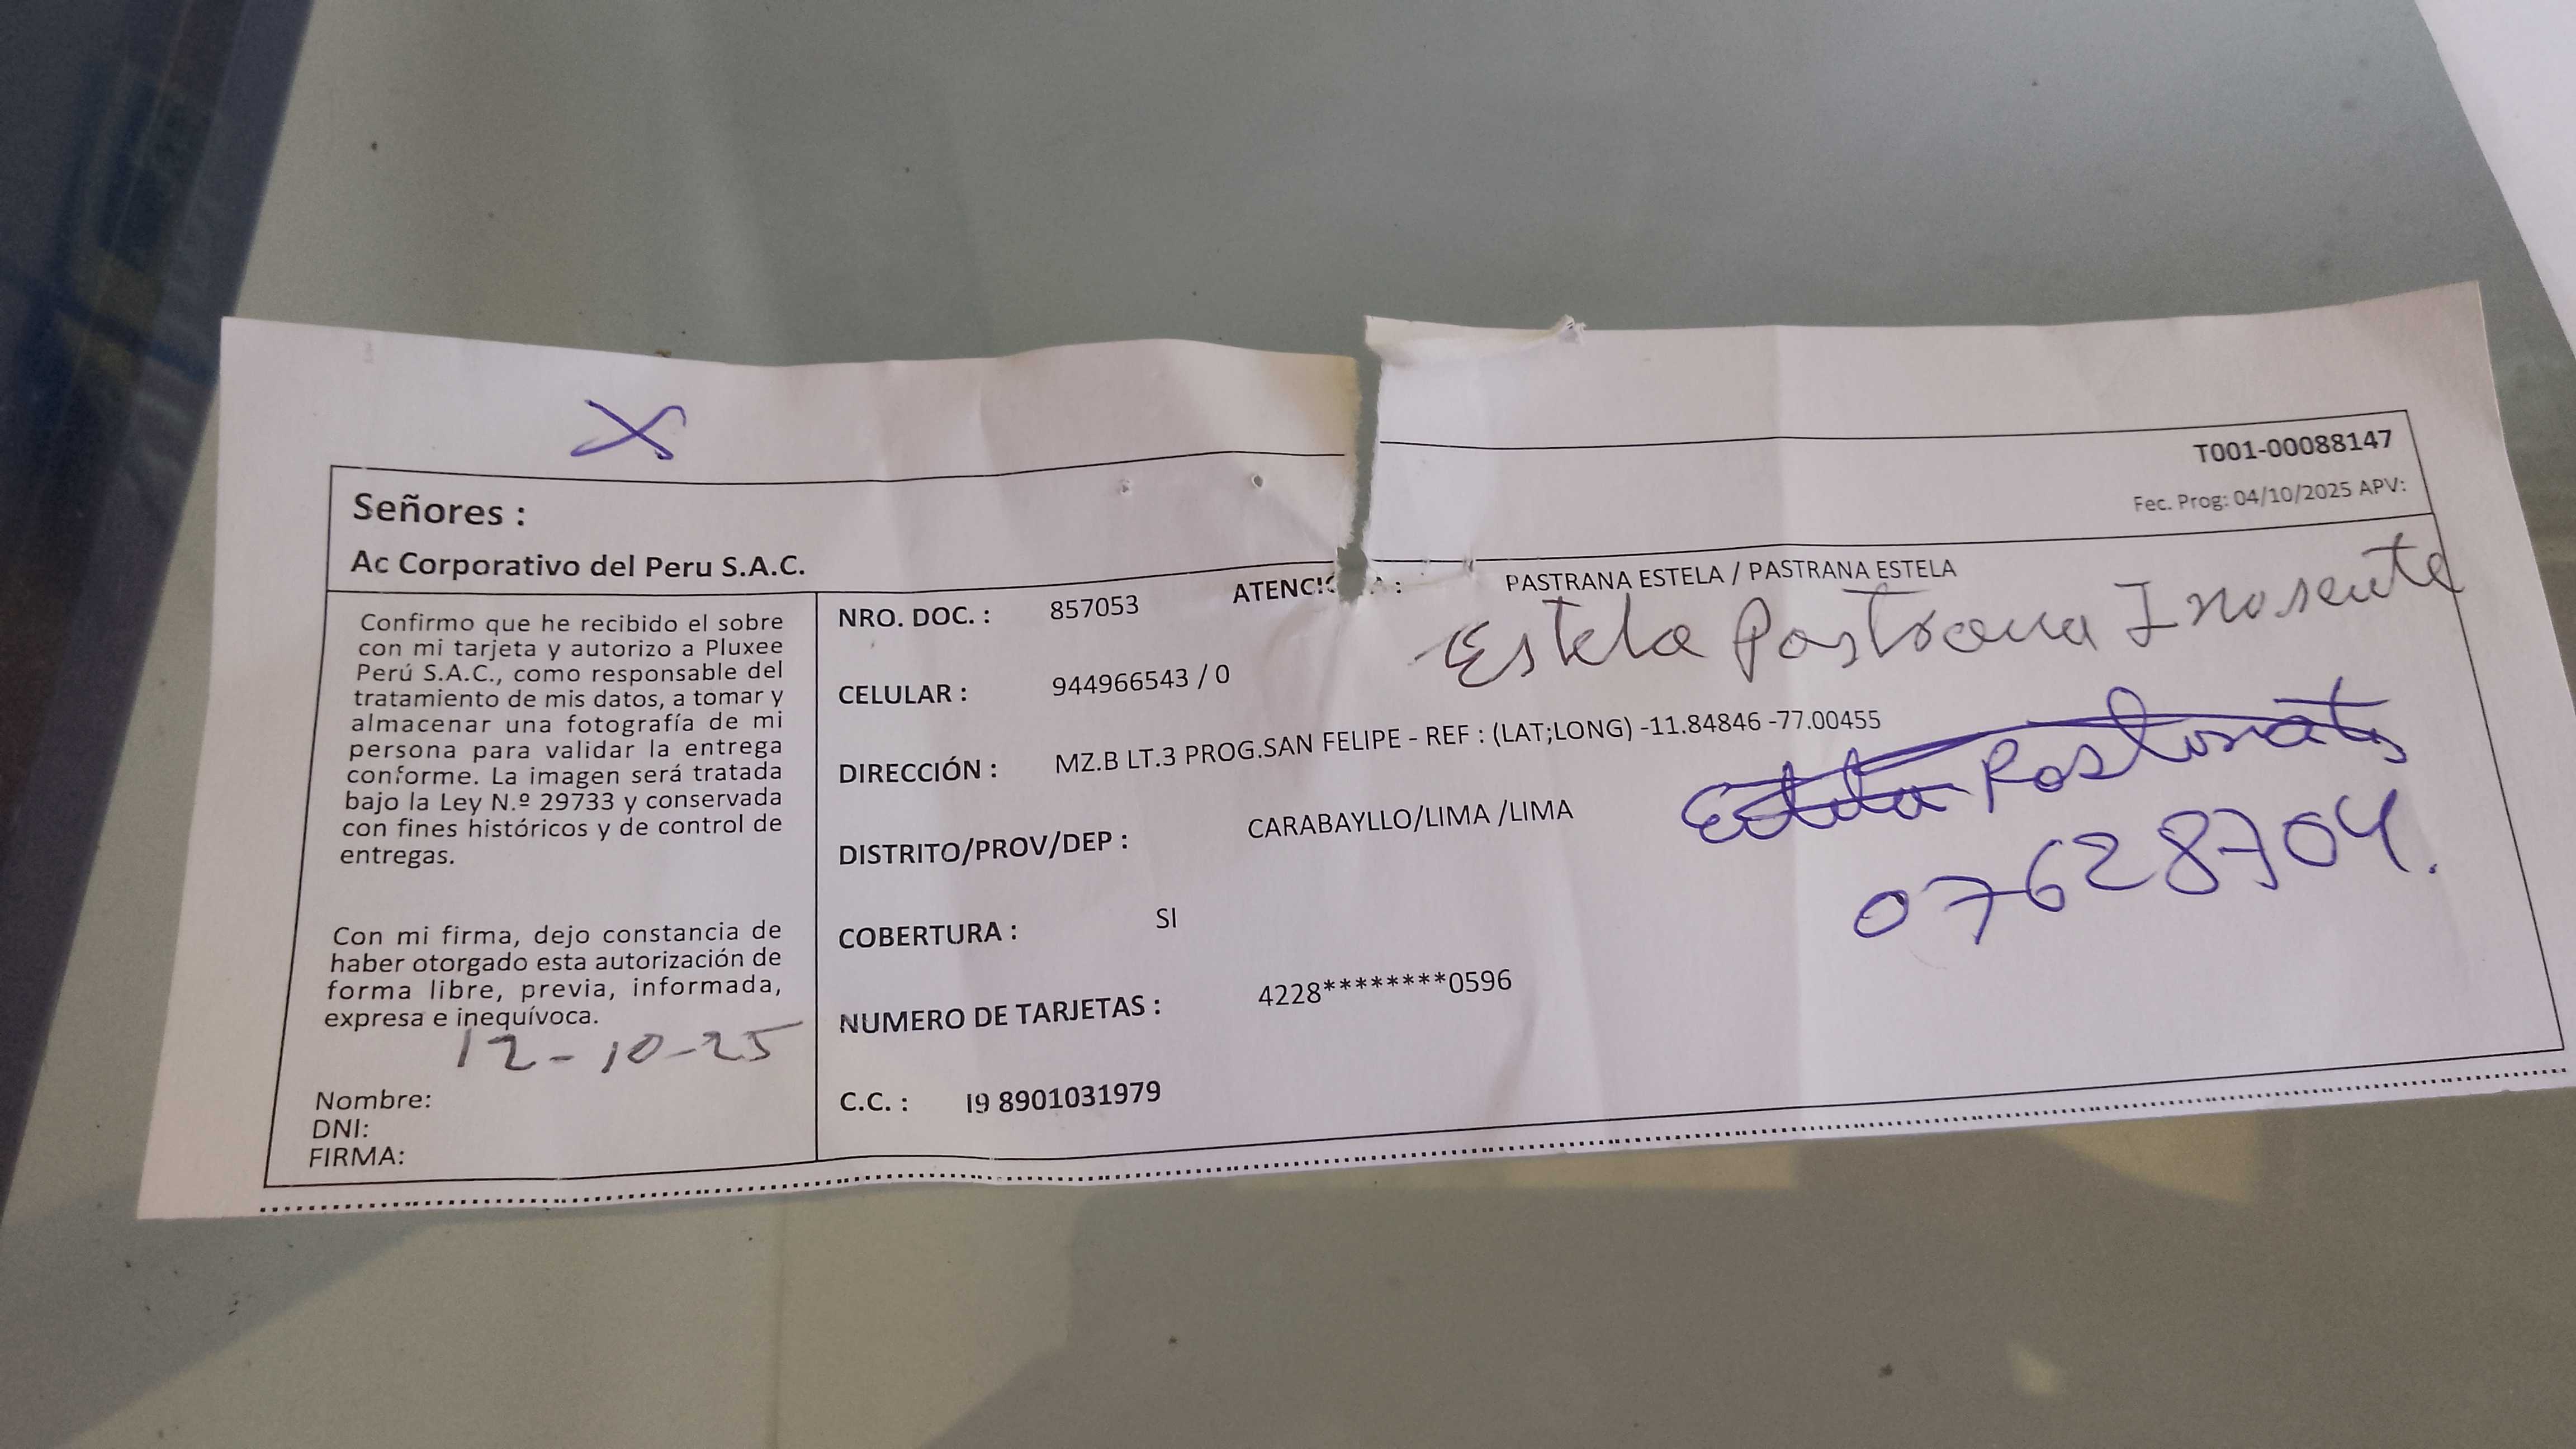 T001-00088147
Fec. Prog: 04/10/2025 APV:
Señores :
Ac Corporativo del Peru S.A.C.
Confirmo que he recibido el sobre
con mi tarjeta y autorizo a Pluxee
Perú S.A.C., como responsable del
tratamiento de mis datos, a tomar y
almacenar una fotografía de mi
persona para validar la entrega
conforme. La imagen será tratada
bajo la Ley N.º 29733 y conservada
con fines históricos y de control de
entregas.
Con mi firma, dejo constancia de
haber otorgado esta autorización de
forma libre, previa, informada,
expresa e inequívoca.
12-10-25
Nombre:
DNI:
FIRMA:
NRO. DOC. : 857053 : PASTRANA ESTELA / PASTRANA ESTELA
Estela Pastrana Inosente
CELULAR : 944966543 / 0
DIRECCIÓN : MZ.B LT.3 PROG.SAN FELIPE - REF : (LAT;LONG) -11.84846 -77.00455
Estela
DISTRITO/PROV/DEP : CARABAYLLO/LIMA /LIMA
07628704.
COBERTURA : SI
NUMERO DE TARJETAS : 4228********0596
C.C. : I9 8901031979